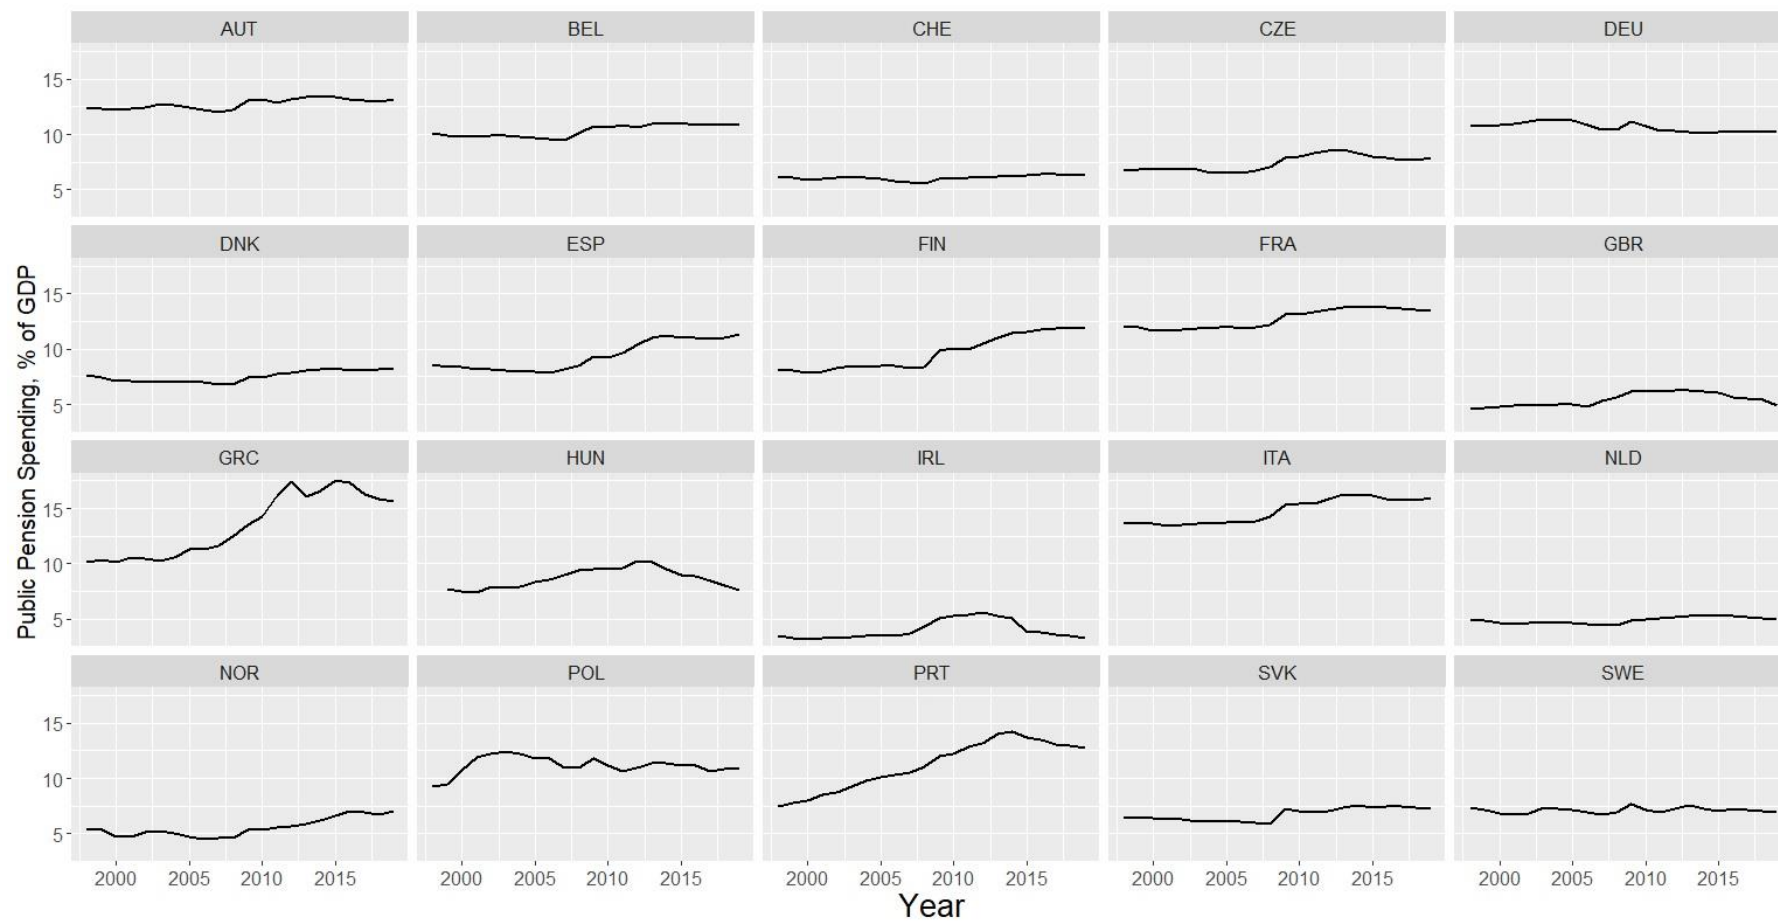 AUT BEL CHE CZE DEU
15
10
5
DNK ESP FIN FRA GBR
15
10
5
GRC HUN IRL ITA NLD
15
10
5
NOR POL PRT SVK SWE
15
10
5
2000 2005 2010 2015 2000 2005 2010 2015 2000 2005 2010 2015 2000 2005 2010 2015 2000 2005 2010 2015
Year
Public Pension Spending, % of GDP